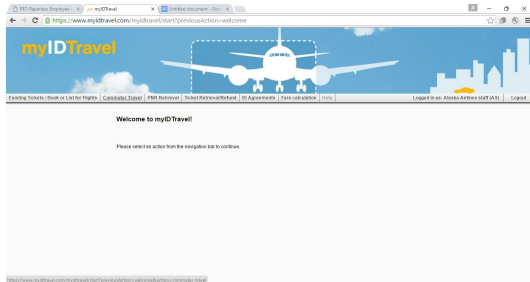 PET-Paperless Employee
myIDTravel
Untitled document - Goo
https://www.myidtravel.com/myidtravel/start?previousAction=welcome
myIDTravel
Existing Tickets / Book or List for Flights | Commuter Travel | PNR Retrieval | Ticket Retrieval/Refund | ID Agreements | Fare calculation | Help | Logged in as: Alaska Airlines staff (AS) | Logout
Welcome to myIDTravel!
Please select an action from the navigation bar to continue.